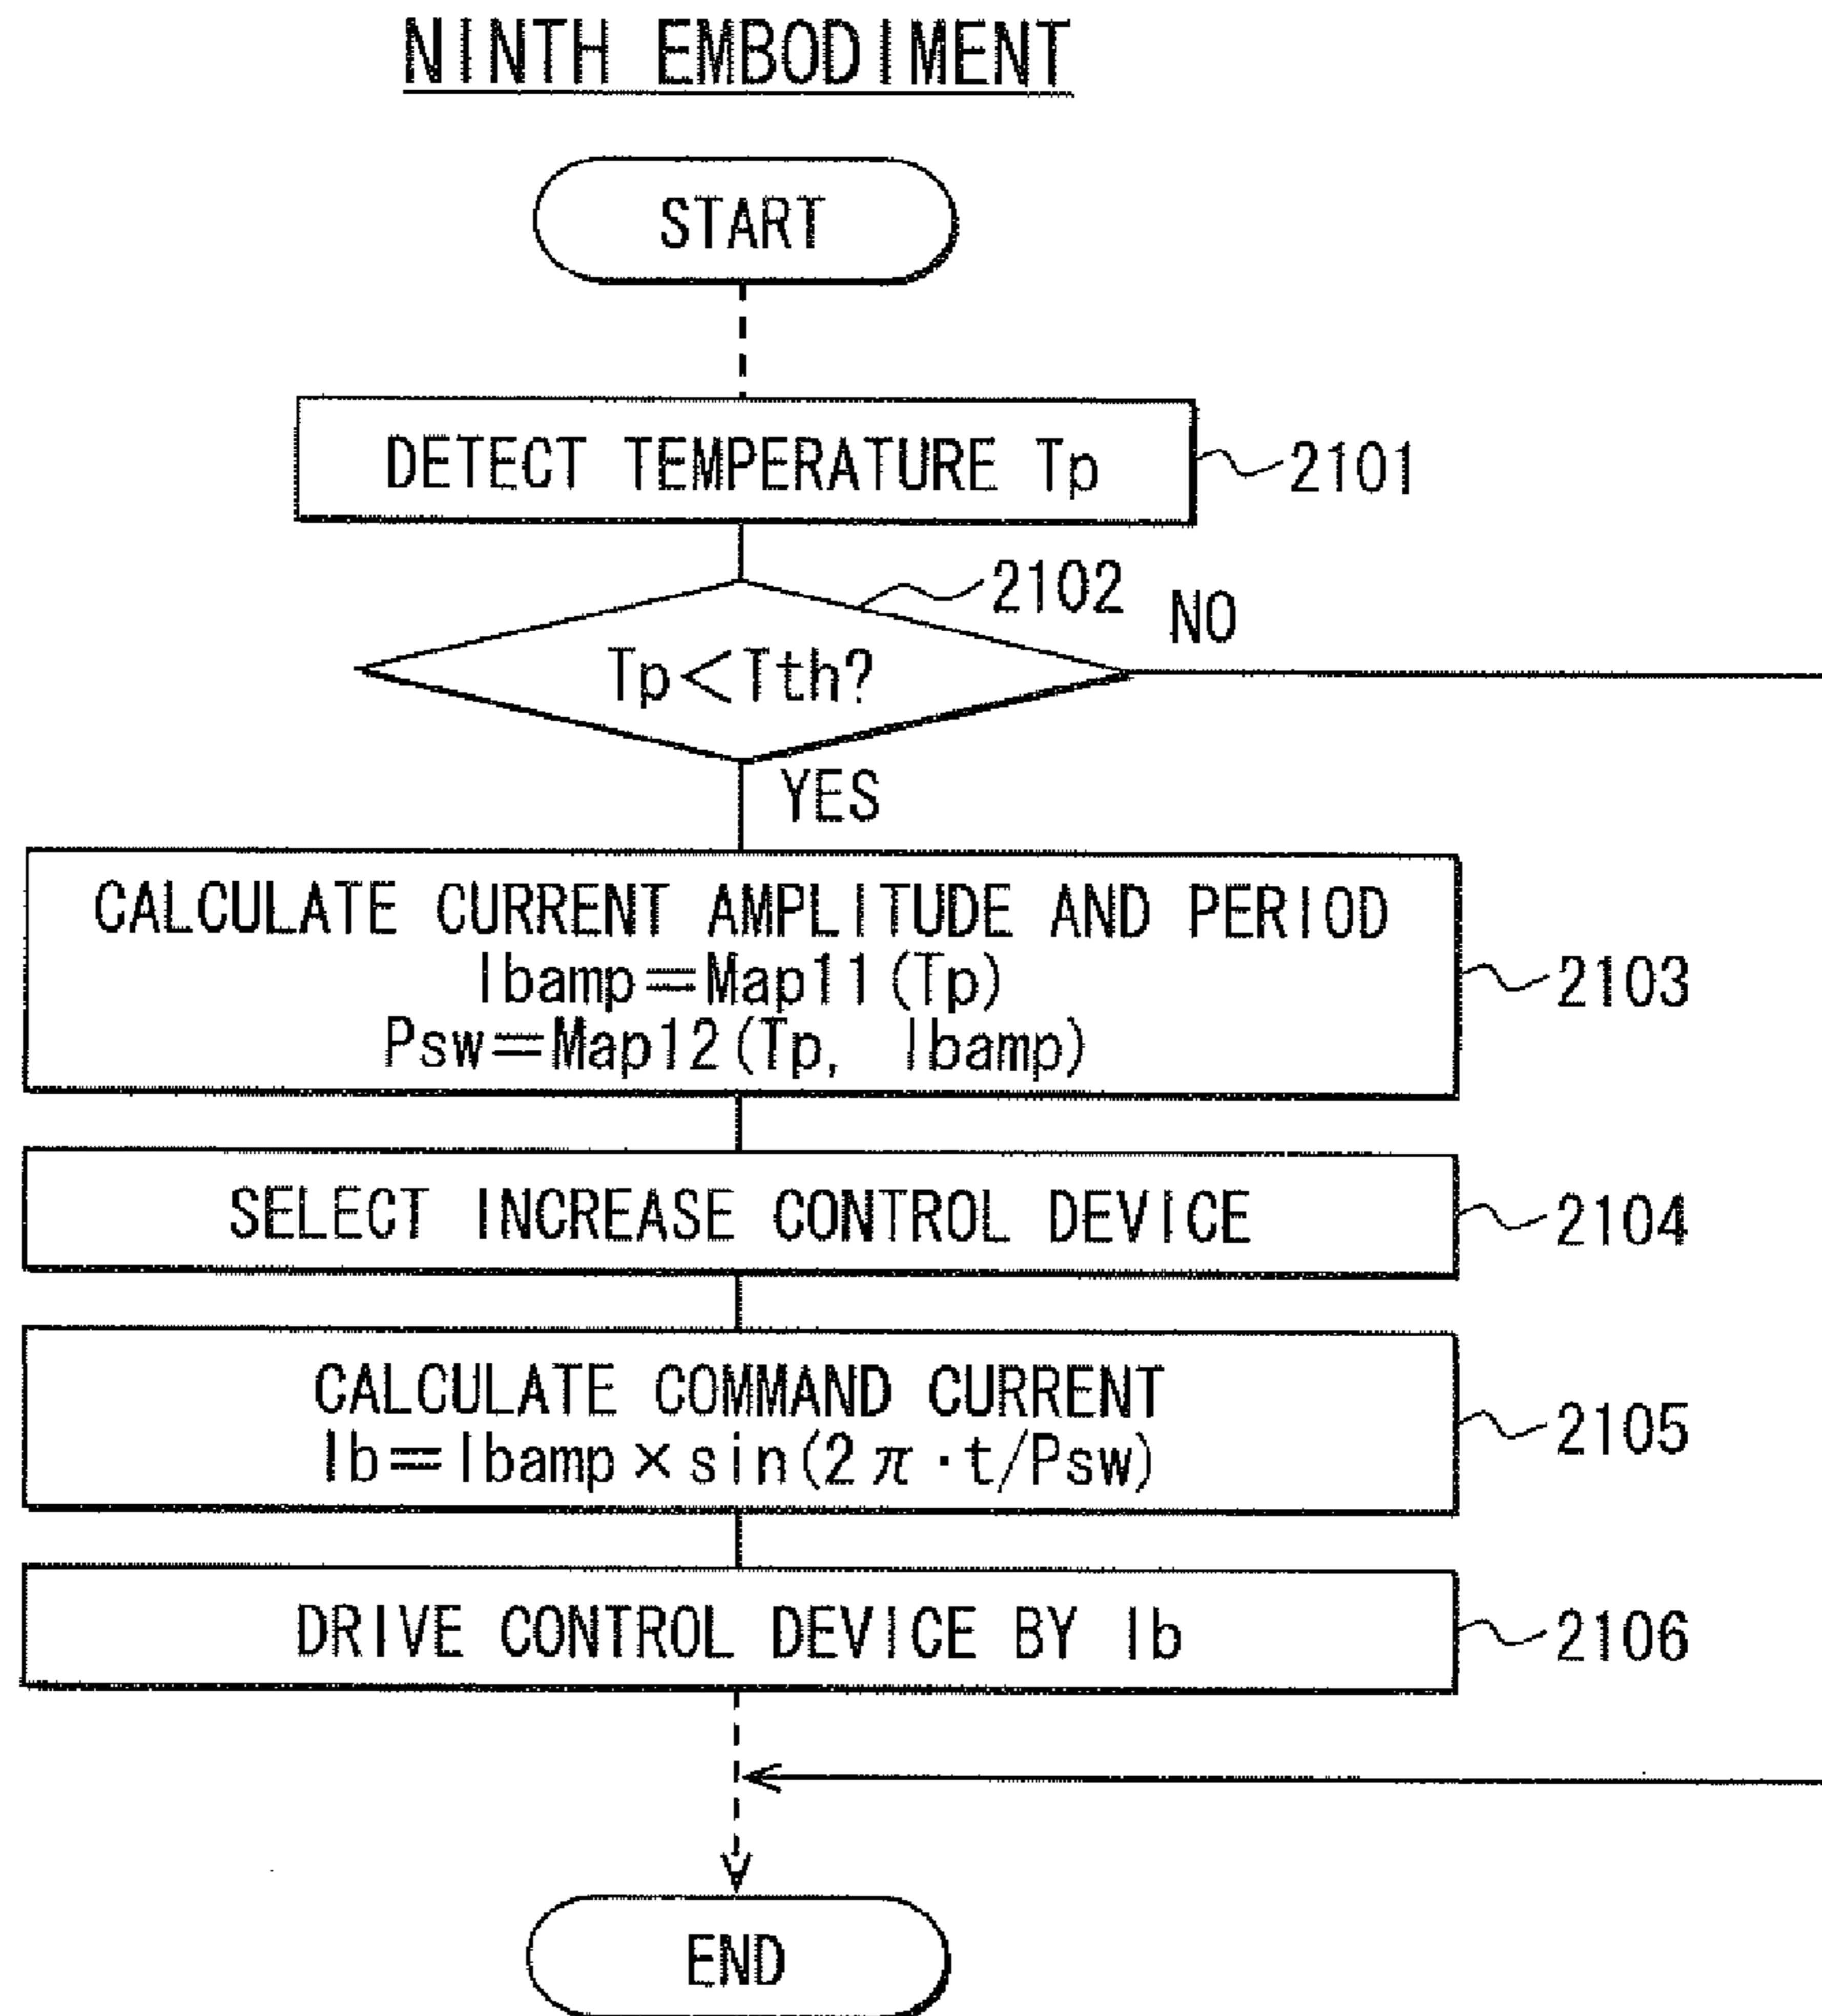 NINTH EMBODIMENT
START
DETECT TEMPERATURE Tp
2101
2102
NO
Tp<Tth?
YES
CALCULATE CURRENT AMPLITUDE AND PERIOD
Ibamp=Map11(Tp)
Psw=Map12(Tp, Ibamp)
2103
SELECT INCREASE CONTROL DEVICE
2104
CALCULATE COMMAND CURRENT
Ib=Ibamp×sin(2π·t/Psw)
2105
DRIVE CONTROL DEVICE BY Ib
2106
END